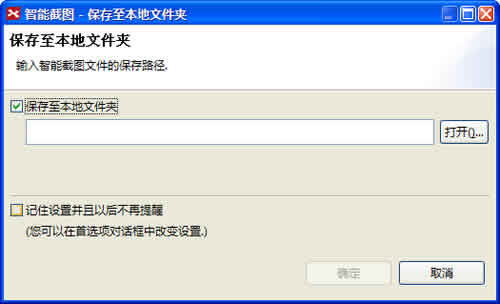 智能截图 - 保存至本地文件夹
保存至本地文件夹
输入智能截图文件的保存路径.
保存至本地文件夹
打开()...
记住设置并且以后不再提醒
(您可以在首选项对话框中改变设置.)
确定
取消